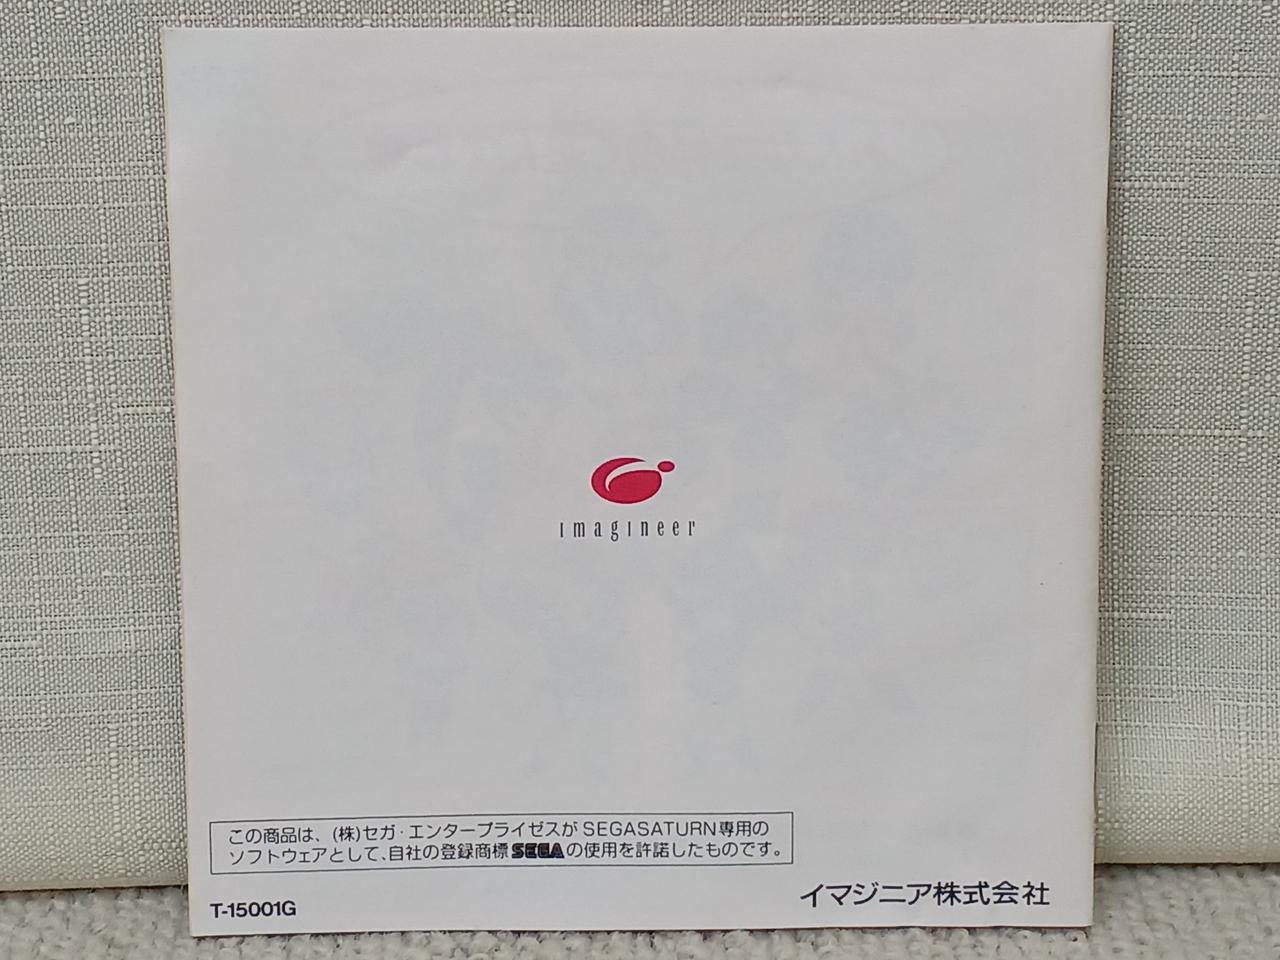 imagineer
この商品は、(株)セガ・エンタープライゼスがSEGASATURN専用の
ソフトウェアとして、自社の登録商標SEGAの使用を許諾したものです。
イマジニア株式会社
T-15001G